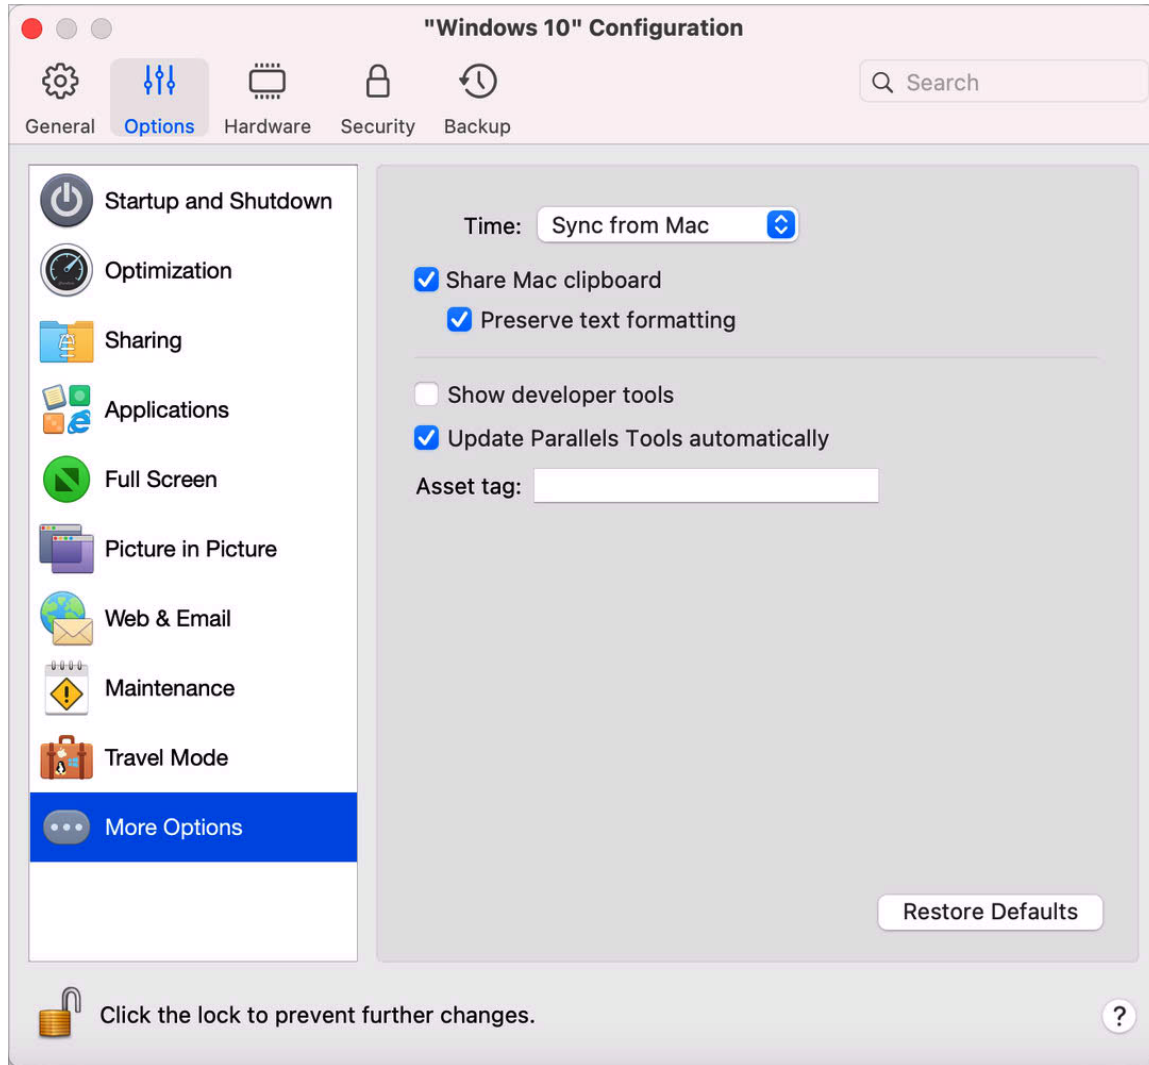 "Windows 10" Configuration
General Options Hardware Security Backup
Search
Startup and Shutdown
Optimization
Sharing
Applications
Full Screen
Picture in Picture
Web & Email
Maintenance
Travel Mode
More Options
Time: Sync from Mac
Share Mac clipboard
Preserve text formatting
Show developer tools
Update Parallels Tools automatically
Asset tag:
Restore Defaults
Click the lock to prevent further changes.
?